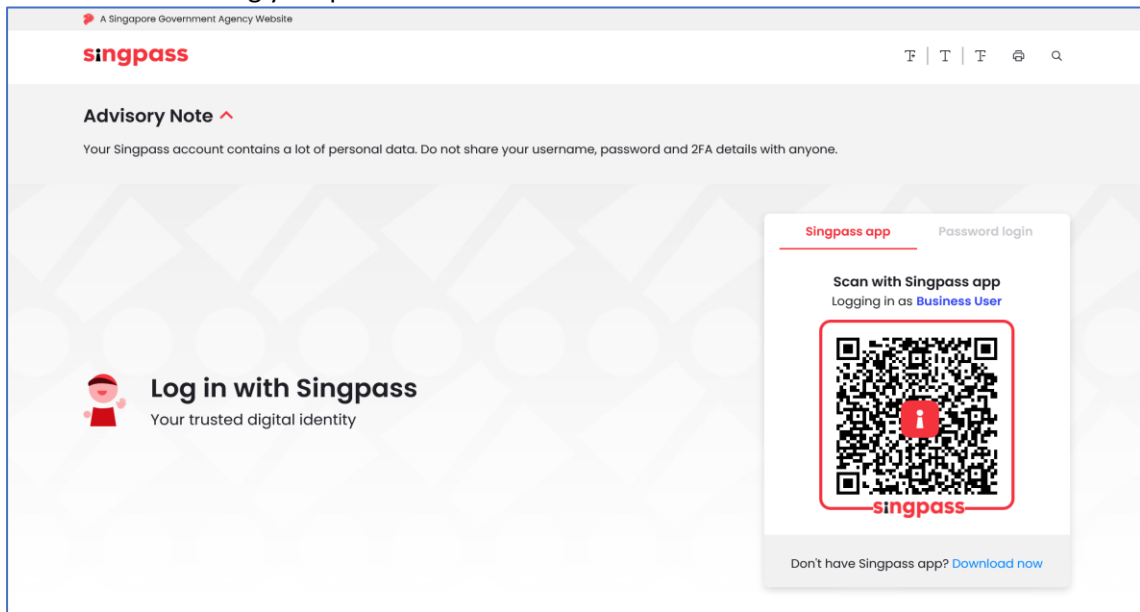 A Singapore Government Agency Website
singpass
T | T | T
Advisory Note
Your Singpass account contains a lot of personal data. Do not share your username, password and 2FA details with anyone.
Singpass app Password login
Scan with Singpass app
Logging in as Business User
Log in with Singpass
Your trusted digital identity
singpass
Don't have Singpass app? Download now